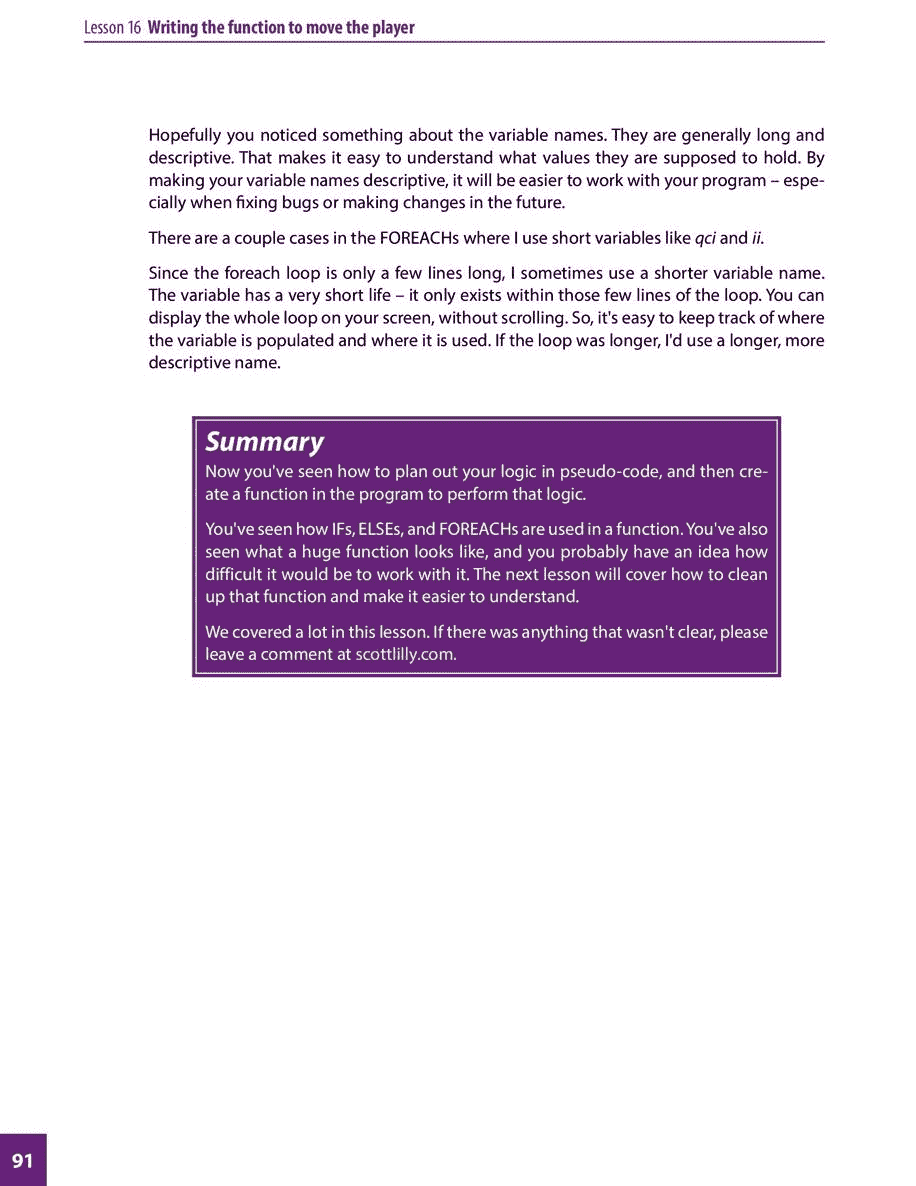 Lesson 16 Writing the function to move the player
Hopefully you noticed something about the variable names. They are generally long and
descriptive. That makes it easy to understand what values they are supposed to hold. By
making your variable names descriptive, it will be easier to work with your program – espe-
cially when fixing bugs or making changes in the future.
There are a couple cases in the FOREACHs where I use short variables like qci and ii.
Since the foreach loop is only a few lines long, I sometimes use a shorter variable name.
The variable has a very short life – it only exists within those few lines of the loop. You can
display the whole loop on your screen, without scrolling. So, it's easy to keep track of where
the variable is populated and where it is used. If the loop was longer, I'd use a longer, more
descriptive name.
Summary
Now you've seen how to plan out your logic in pseudo-code, and then cre-
ate a function in the program to perform that logic.
You've seen how IFs, ELSEs, and FOREACHs are used in a function. You've also
seen what a huge function looks like, and you probably have an idea how
difficult it would be to work with it. The next lesson will cover how to clean
up that function and make it easier to understand.
We covered a lot in this lesson. If there was anything that wasn't clear, please
leave a comment at scottlilly.com.
91